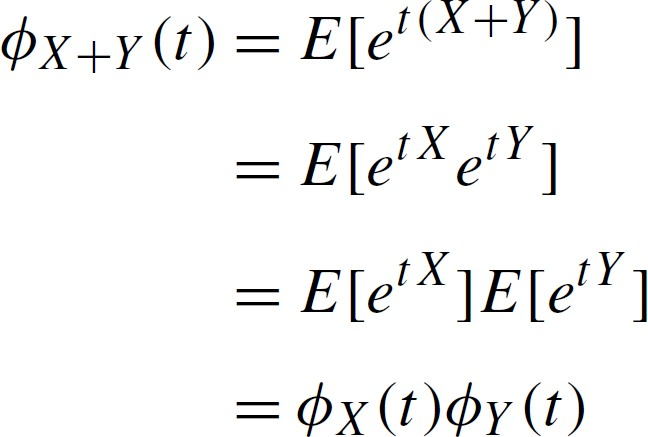 ϕ_{X+Y}(t) = E[e^{t(X+Y)}]
= E[e^{tX} e^{tY}]
= E[e^{tX}]E[e^{tY}]
= ϕ_X(t)ϕ_Y(t)